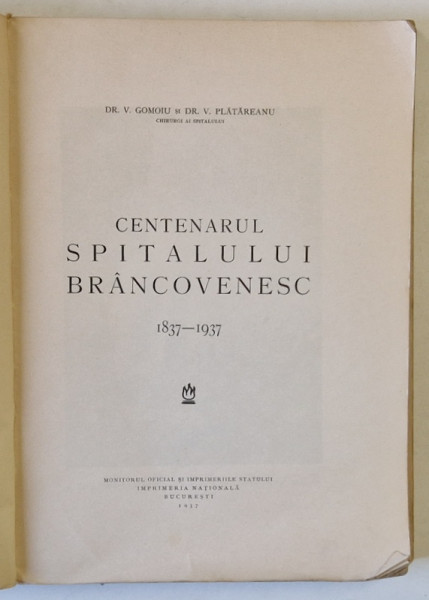 DR. V. GOMOIU ȘI DR. V. PLĂTĂREANU
CHIRURGI AI SPITALULUI
CENTENARUL
SPITALULUI
BRÂNCOVENESC
1837—1937
MONITORUL OFICIAL ȘI IMPRIMERIILE STATULUI
IMPRIMERIA NAȚIONALĂ
BUCUREȘTI
1937